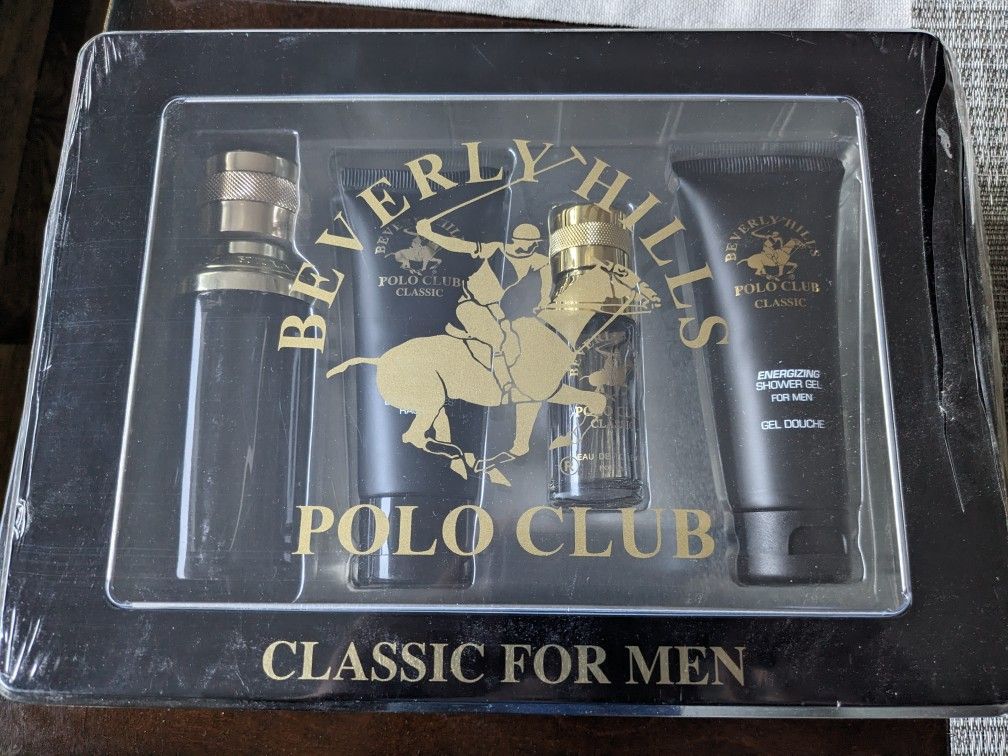 BEVERLY HILLS
POLO CLUB
CLASSIC FOR MEN
POLO CLUB
CLASSIC
POLO
CLASSIC
EAU DE
BEVERLY HILLS
POLO CLUB
CLASSIC
ENERGIZING
SHOWER GEL
FOR MEN
GEL DOUCHE